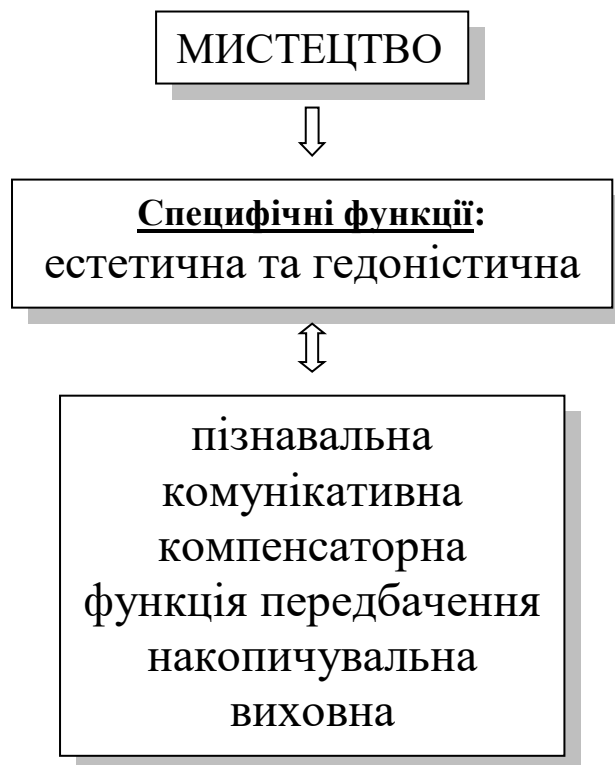 МИСТЕЦТВО
Специфічні функції:
естетична та гедоністична
пізнавальна
комунікативна
компенсаторна
функція передбачення
накопичувальна
виховна